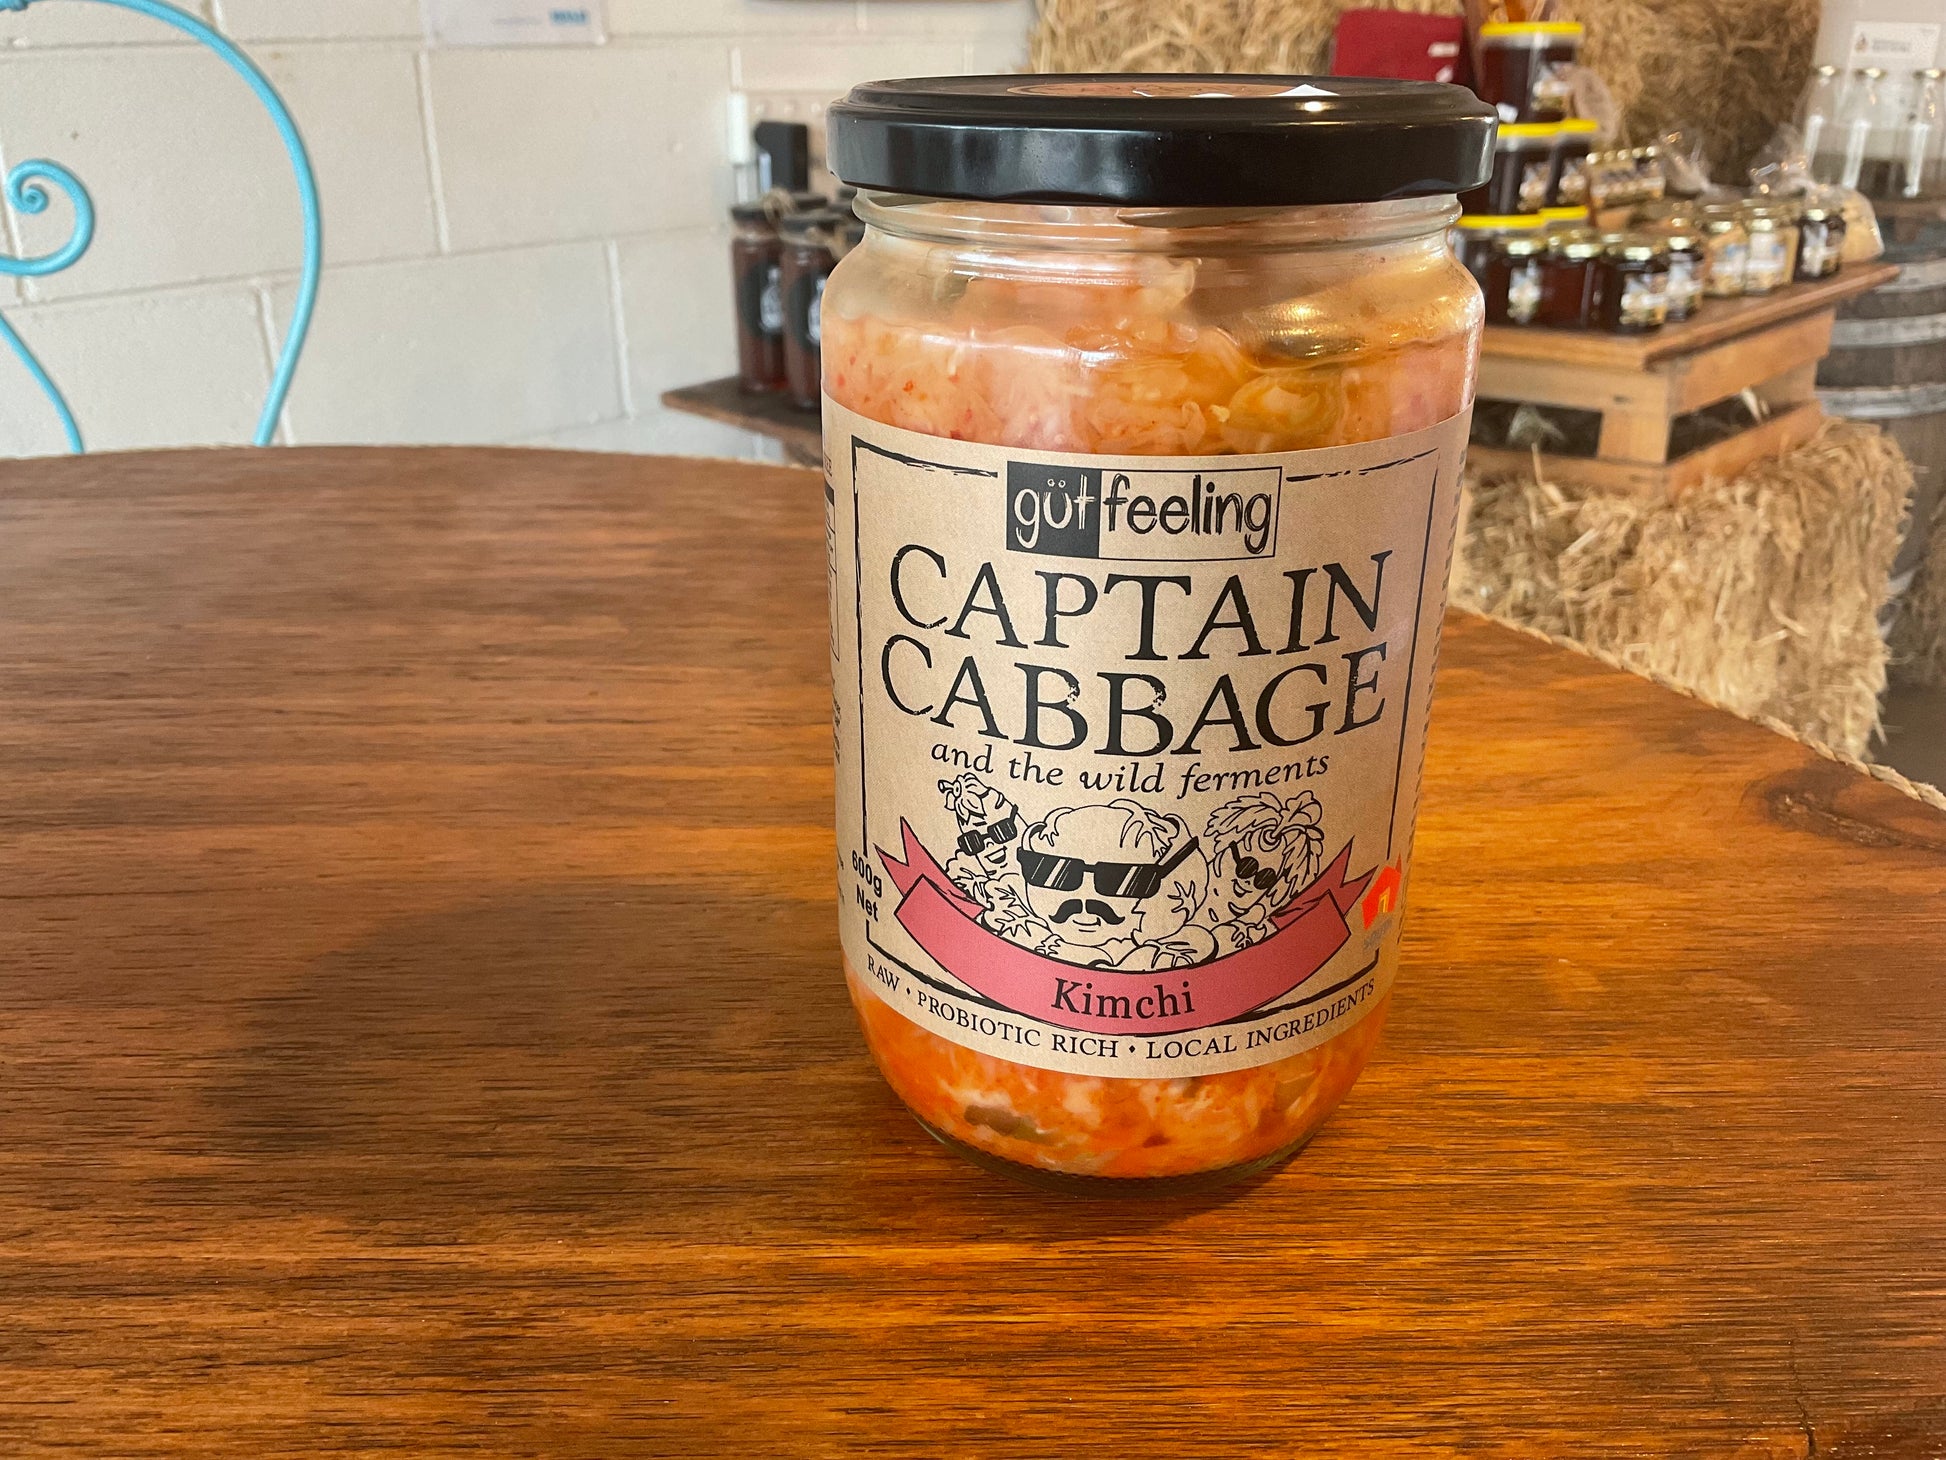 gütfeeling
CAPTAIN
CABBAGE
and the wild ferments
600g
Net
Kimchi
RAW • PROBIOTIC RICH • LOCAL INGREDIENTS